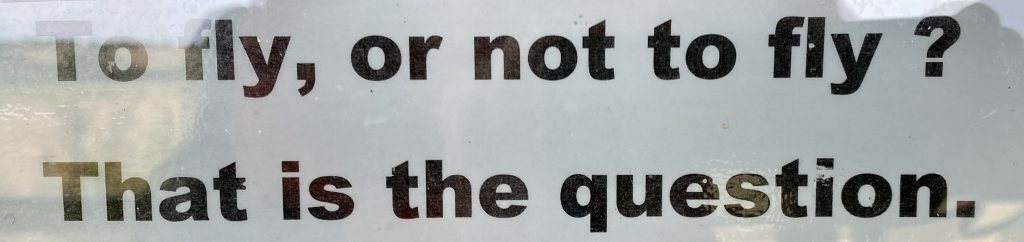 To fly, or not to fly ?
That is the question.